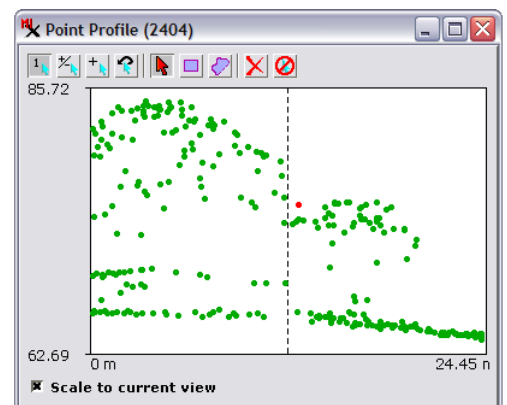 Point Profile (2404)
85.72
62.69
0 m
24.45 n
Scale to current view